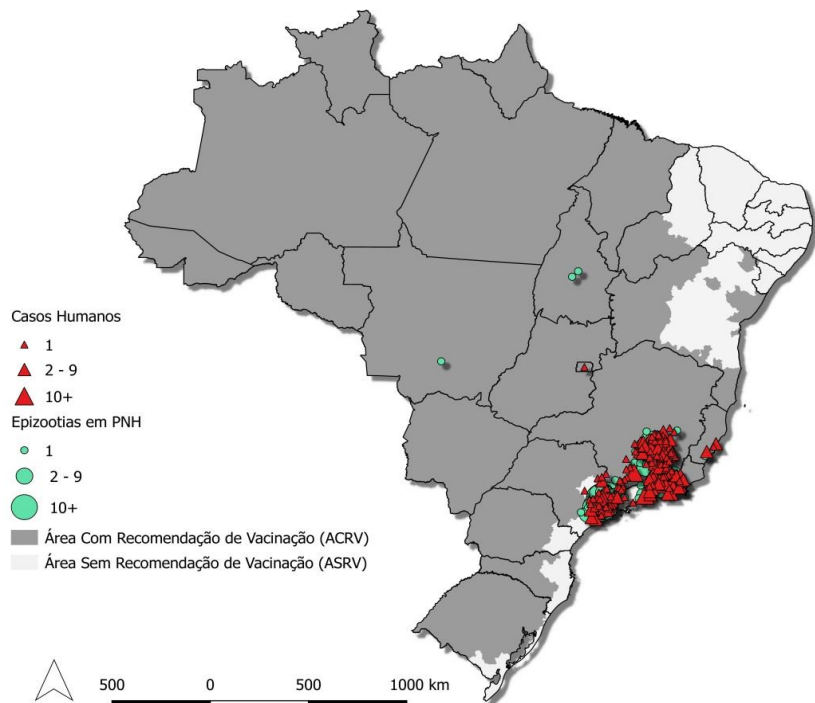 Casos Humanos
1
2 - 9
10+
Epizootias em PNH
1
2 - 9
10+
Área Com Recomendação de Vacinação (ACRV)
Área Sem Recomendação de Vacinação (ASRV)
500 0 500 1000 km